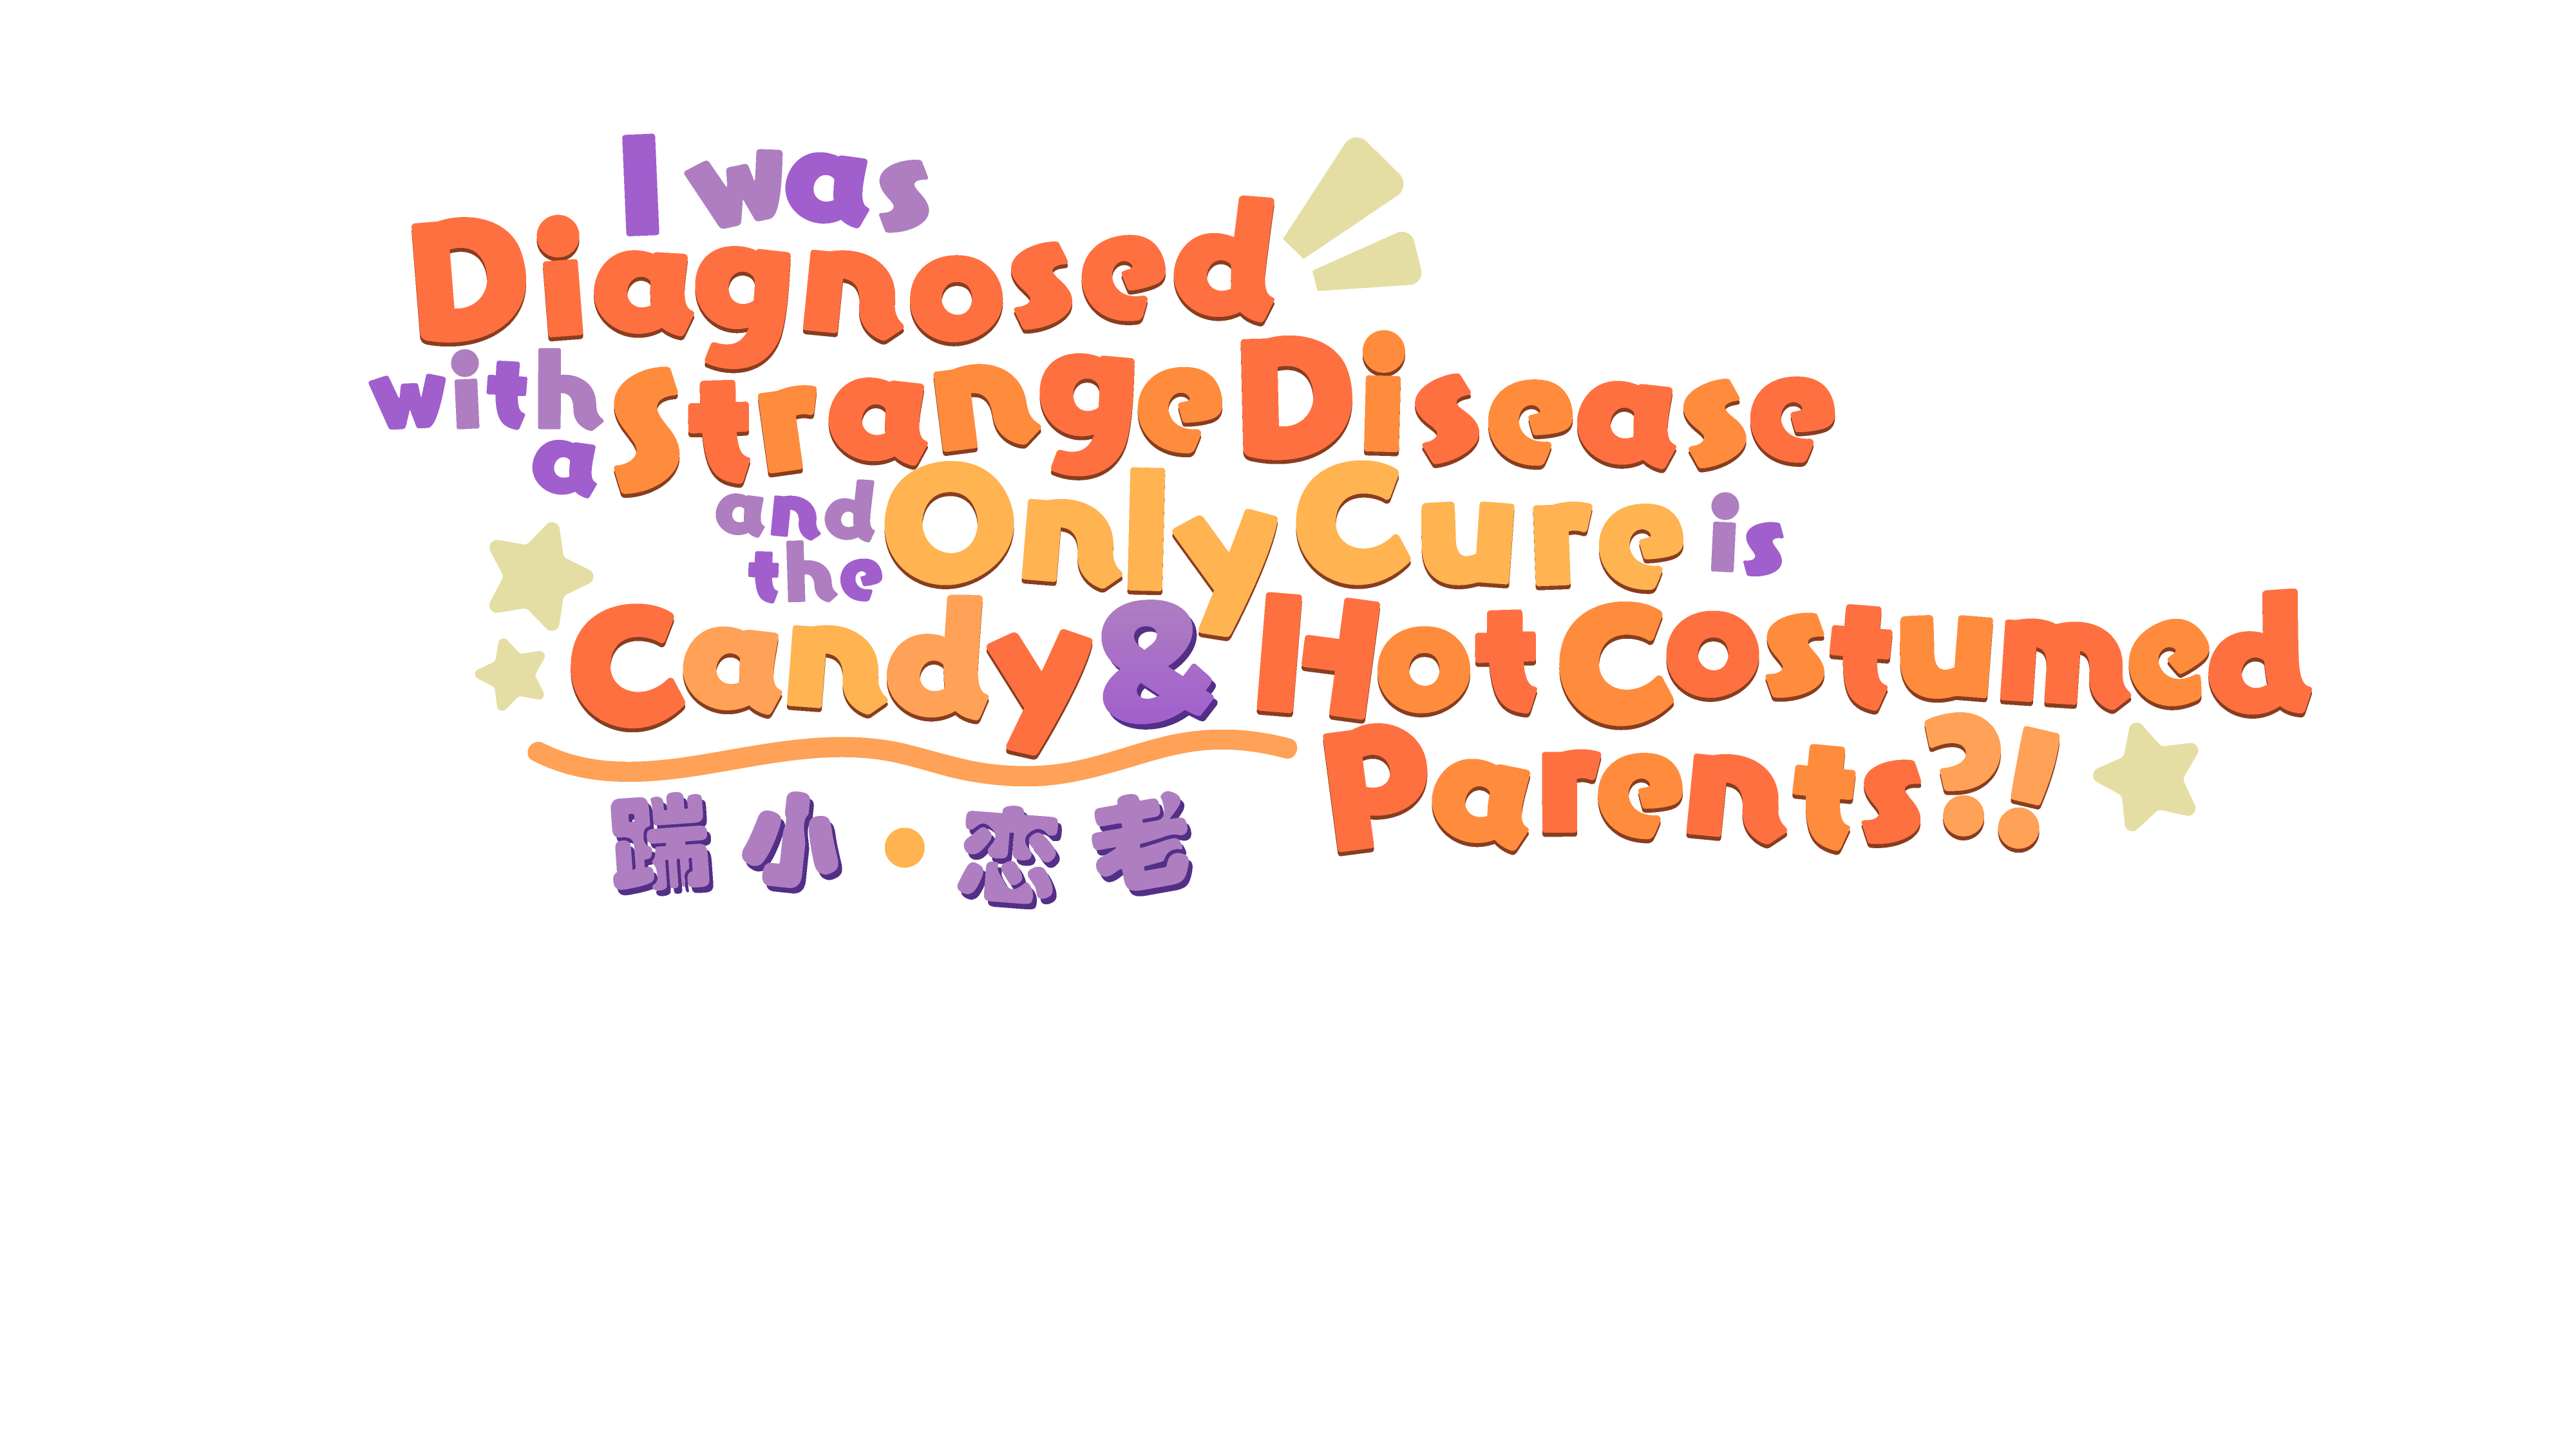 I was
Diagnosed
with a Strange Disease
and the Only Cure is
Candy & Hot Costumed
Parents?!
踹小・恋老